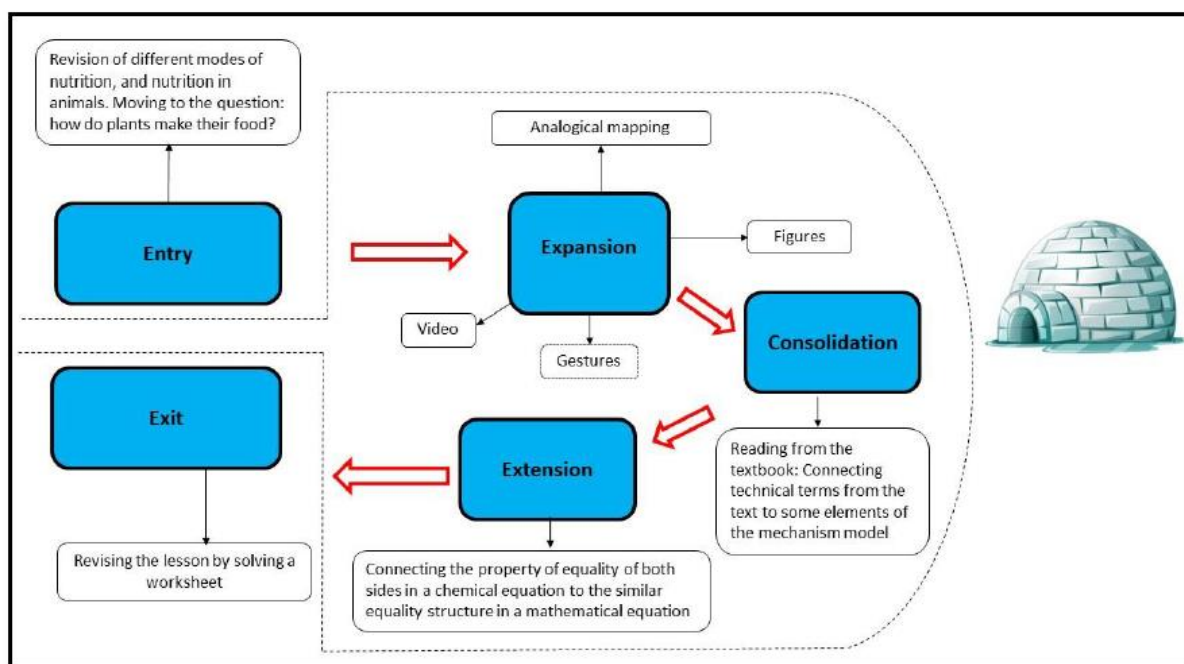 Revision of different modes of
nutrition, and nutrition in
animals. Moving to the question:
how do plants make their food?
Entry
Analogical mapping
Expansion
Figures
Video
Gestures
Consolidation
Reading from the
textbook: Connecting
technical terms from the
text to some elements of
the mechanism model
Extension
Connecting the property of equality of both
sides in a chemical equation to the similar
equality structure in a mathematical equation
Exit
Revising the lesson by solving a
worksheet